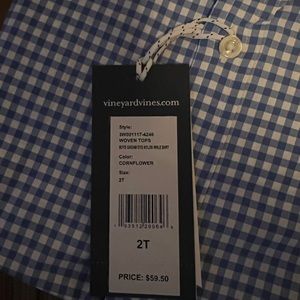 vineyardvines.com
Style:
WOVEN TOPS
Color:
CORNFLOWER
Size:
2T
2T
PRICE: $59.50